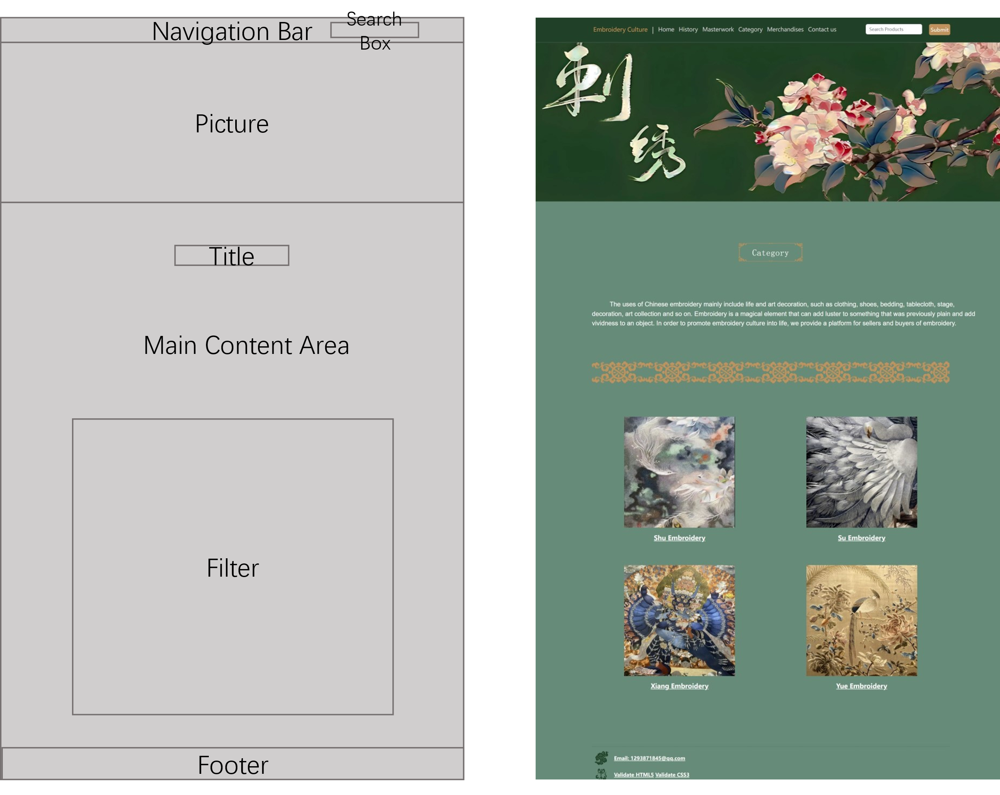 Navigation Bar
Search
Box
Picture
Title
Main Content Area
Filter
Footer
Embroidery Culture | Home History Masterwork Category Merchandises Contact us
Search Products
Submit
刺
绣
Category
The uses of Chinese embroidery mainly include life and art decoration, such as clothing, shoes, bedding, tablecloth, stage,
decoration, art collection and so on. Embroidery is a magical element that can add luster to something that was previously plain and add
vividness to an object. In order to promote embroidery culture into life, we provide a platform for sellers and buyers of embroidery.
Shu Embroidery
Su Embroidery
Xiang Embroidery
Yue Embroidery
Email: 1293871845@qq.com
Validate HTML5 Validate CSS3